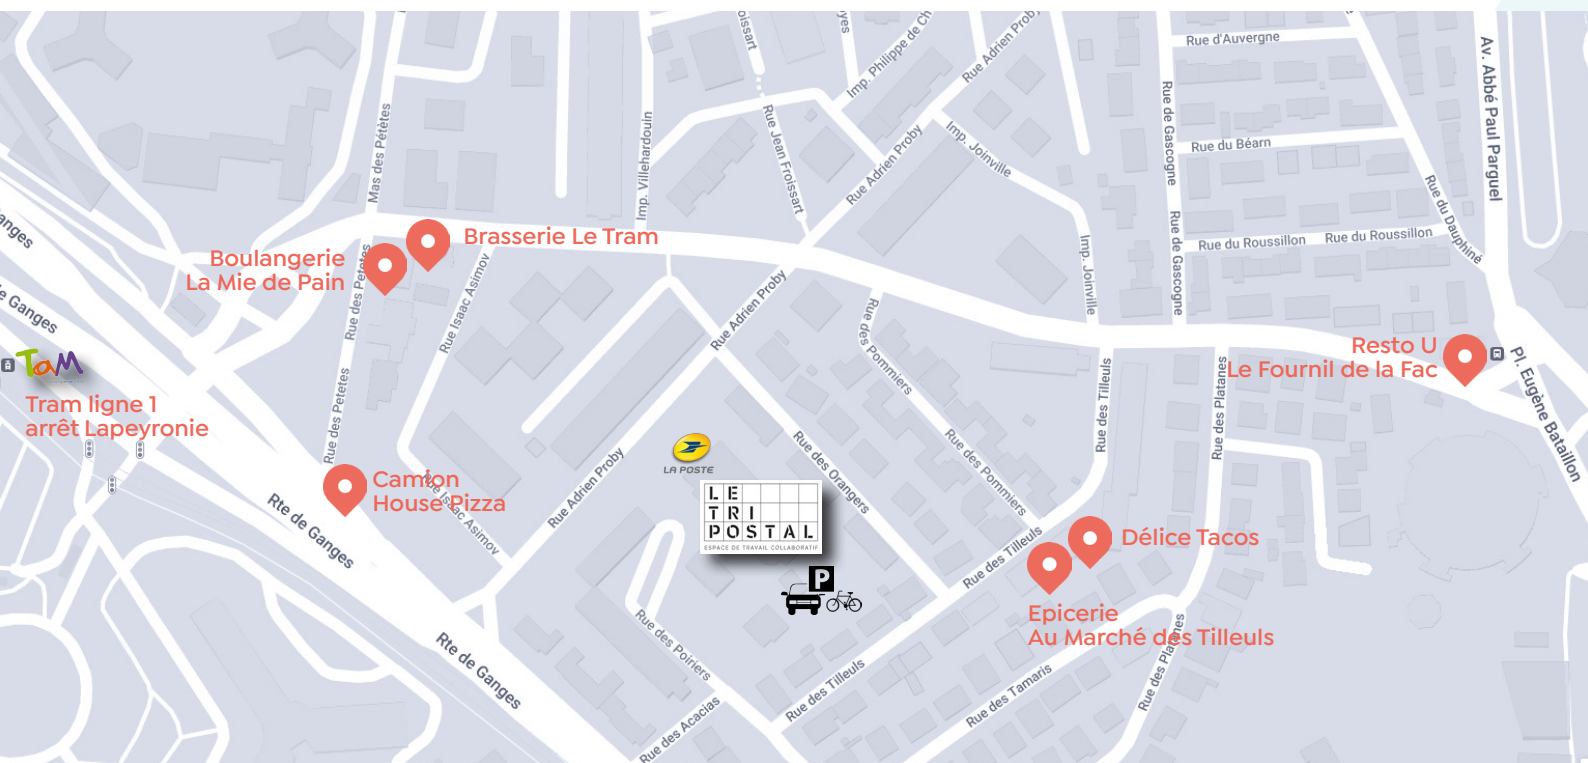 oissart
oyes
Imp. Philippe de Ch
Rue Adrien Proby
Rue d'Auvergne
Av. Abbé Paul Parguel
Mas des Pétètes
Imp. Villehardouin
Rue Jean Froissart
Rue Adrien Proby
Imp. Joinville
Rue de Gascogne
Rue du Béarn
Rue du Dauphiné
anges
Brasserie Le Tram
Boulangerie
La Mie de Pain
Rue des Petetes
Rue Isaac Asimov
Imp. Joinville
Rue de Gascogne
Rue du Roussillon
Rue du Roussillon
e Ganges
Rue Adrien Proby
Rue des Pommiers
TaM
Tram ligne 1
arrêt Lapeyronie
Resto U
Le Fournil de la Fac
Pl. Eugène Bataillon
Rue des Petetes
Rue des Tilleuls
Rue des Platanes
Camion
House Pizza
Rue Isaac Asimov
Rue Adrien Proby
LA POSTE
Rue des Orangers
Rue des Pommiers
LE
TRI
POSTAL
ESPACE DE TRAVAIL COLLABORATIF
P
Rte de Ganges
Délice Tacos
Rue des Tilleuls
Epicerie
Au Marché des Tilleuls
Rte de Ganges
Rue des Poiriers
Rue des Tilleuls
Rue des Tamaris
Rue des Platanes
Rue des Acacias